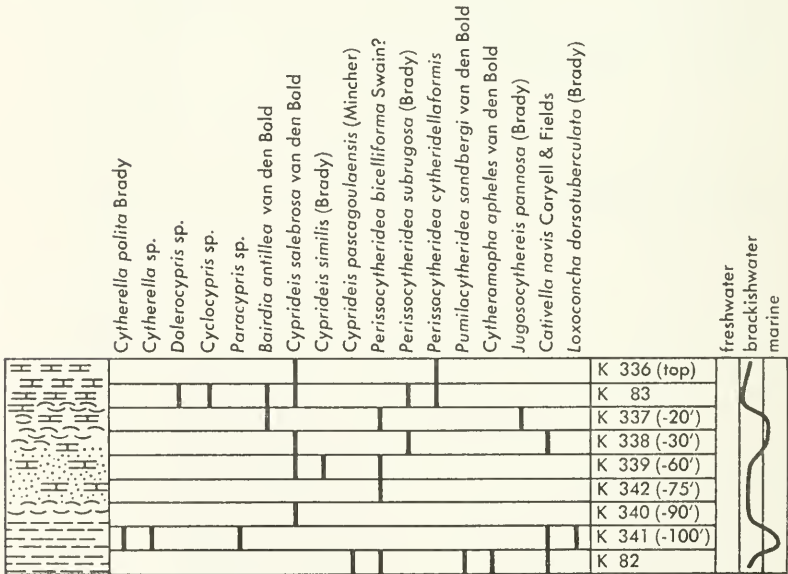 Cytherella polita Brady
Cytherella sp.
Dolerocypris sp.
Cyclocypris sp.
Paracypris sp.
Bairdia antillea van den Bold
Cyprideis salebrosa van den Bold
Cyprideis similis (Brady)
Cyprideis pascagoulaensis (Mincher)
Perissocytheridea bicelliforma Swain?
Perissocytheridea subrugosa (Brady)
Perissocytheridea cytheridellaformis
Pumilocytheridea sandbergi van den Bold
Cytheromorpha apheles van den Bold
Jugosocythereis pannosa (Brady)
Cativella navis Coryell & Fields
Loxoconcha dorsotuberculata (Brady)
freshwater
brackishwater
marine
K 336 (top)
K 83
K 337 (-20')
K 338 (-30')
K 339 (-60')
K 342 (-75')
K 340 (-90')
K 341 (-100')
K 82